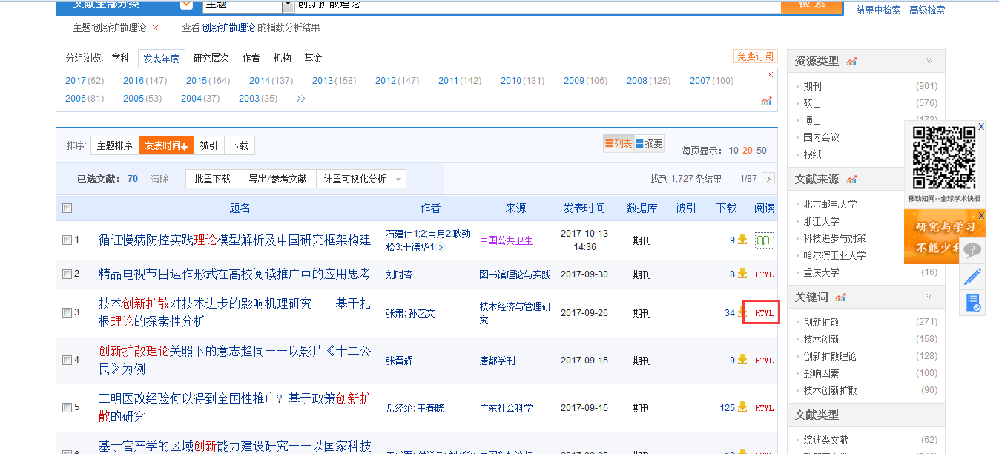 文献全部分类 主题 创新扩散理论 检索 结果中检索 高级检索
主题:创新扩散理论 × 查看 创新扩散理论 的指数分析结果
分组浏览: 学科 发表年度 研究层次 作者 机构 基金 免费订阅
2017(62) 2016(147) 2015(164) 2014(137) 2013(158) 2012(147) 2011(142) 2010(131) 2009(106) 2008(125) 2007(100)
2006(81) 2005(53) 2004(37) 2003(35) >>
排序: 主题排序 发表时间↓ 被引 下载 列表 摘要 每页显示: 10 20 50
已选文献: 70 清除 批量下载 导出/参考文献 计量可视化分析 找到 1,727 条结果 1/87 >
题名 作者 来源 发表时间 数据库 被引 下载 阅读
1 循证慢病防控实践理论模型解析及中国研究框架构建 石建伟1;2;肖月2;耿劲松3;于德华1 中国公共卫生 2017-10-13 14:36 期刊 9
2 精品电视节目运作形式在高校阅读推广中的应用思考 刘时容 图书馆理论与实践 2017-09-30 期刊 8 HTML
3 技术创新扩散对技术进步的影响机理研究——基于扎根理论的探索性分析 张肃; 孙艺文 技术经济与管理研究 2017-09-26 期刊 34 HTML
4 创新扩散理论关照下的意志趋同——以影片《十二公民》为例 张晋辉 唐都学刊 2017-09-15 期刊 9 HTML
5 三明医改经验何以得到全国性推广？基于政策创新扩散的研究 岳经纶; 王春晓 广东社会科学 2017-09-15 期刊 125 HTML
基于官产学的区域创新能力建设研究——以国家科技
资源类型
期刊 (901)
硕士 (576)
博士 (173)
国内会议
报纸
文献来源
北京邮电大学
浙江大学
科技进步与对策
哈尔滨工业大学
重庆大学 (16)
关键词
创新扩散 (271)
技术创新 (158)
创新扩散理论 (128)
影响因素 (100)
技术创新扩散 (90)
文献类型
综述类文献 (62)
X
移动知网--全球学术快报
X
研究与学习
不能少